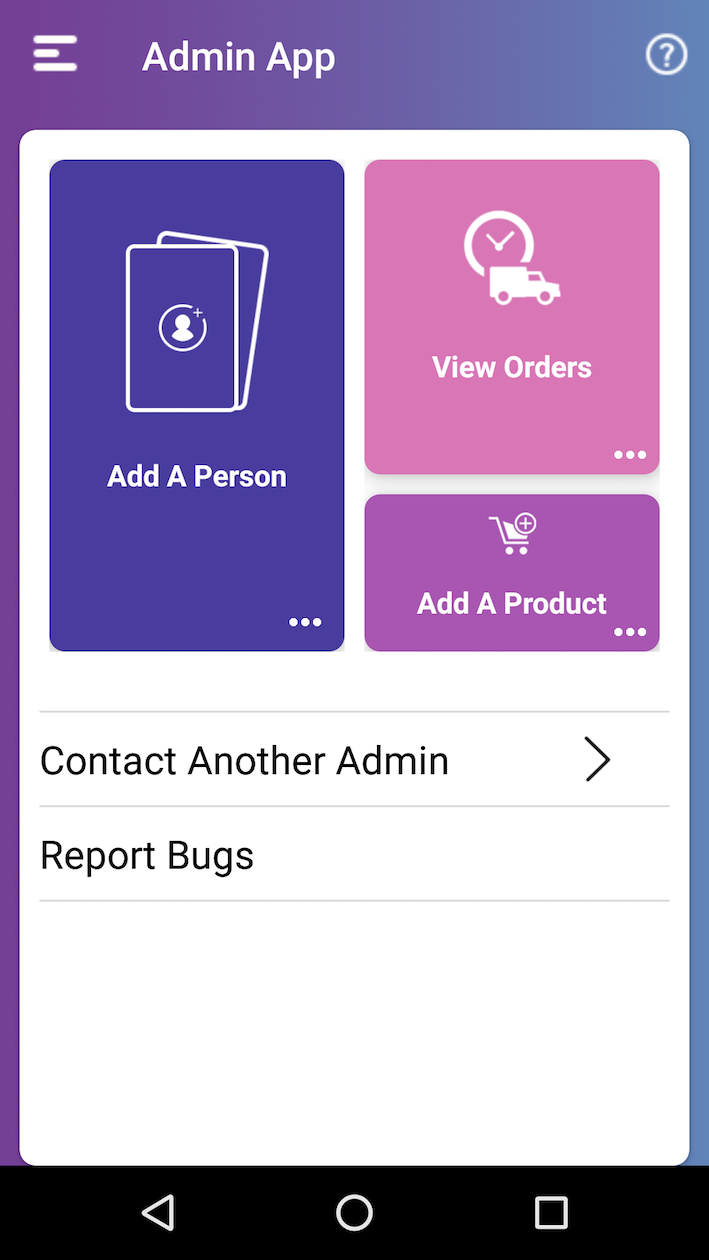 Admin App
Add A Person
View Orders
Add A Product
Contact Another Admin
Report Bugs